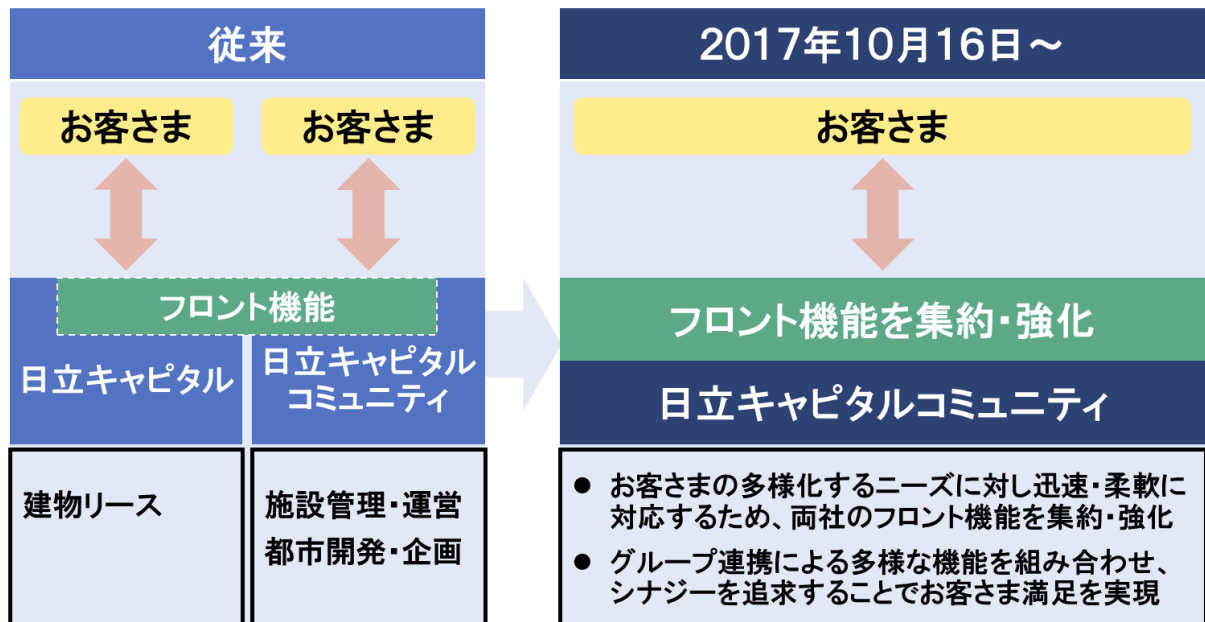 従来
お客さま
お客さま
フロント機能
日立キャピタル
日立キャピタル
コミュニティ
建物リース
施設管理・運営
都市開発・企画
2017年10月16日~
お客さま
フロント機能を集約・強化
日立キャピタルコミュニティ
● お客さまの多様化するニーズに対し迅速・柔軟に
対応するため、両社のフロント機能を集約・強化
● グループ連携による多様な機能を組み合わせ、
シナジーを追求することでお客さま満足を実現